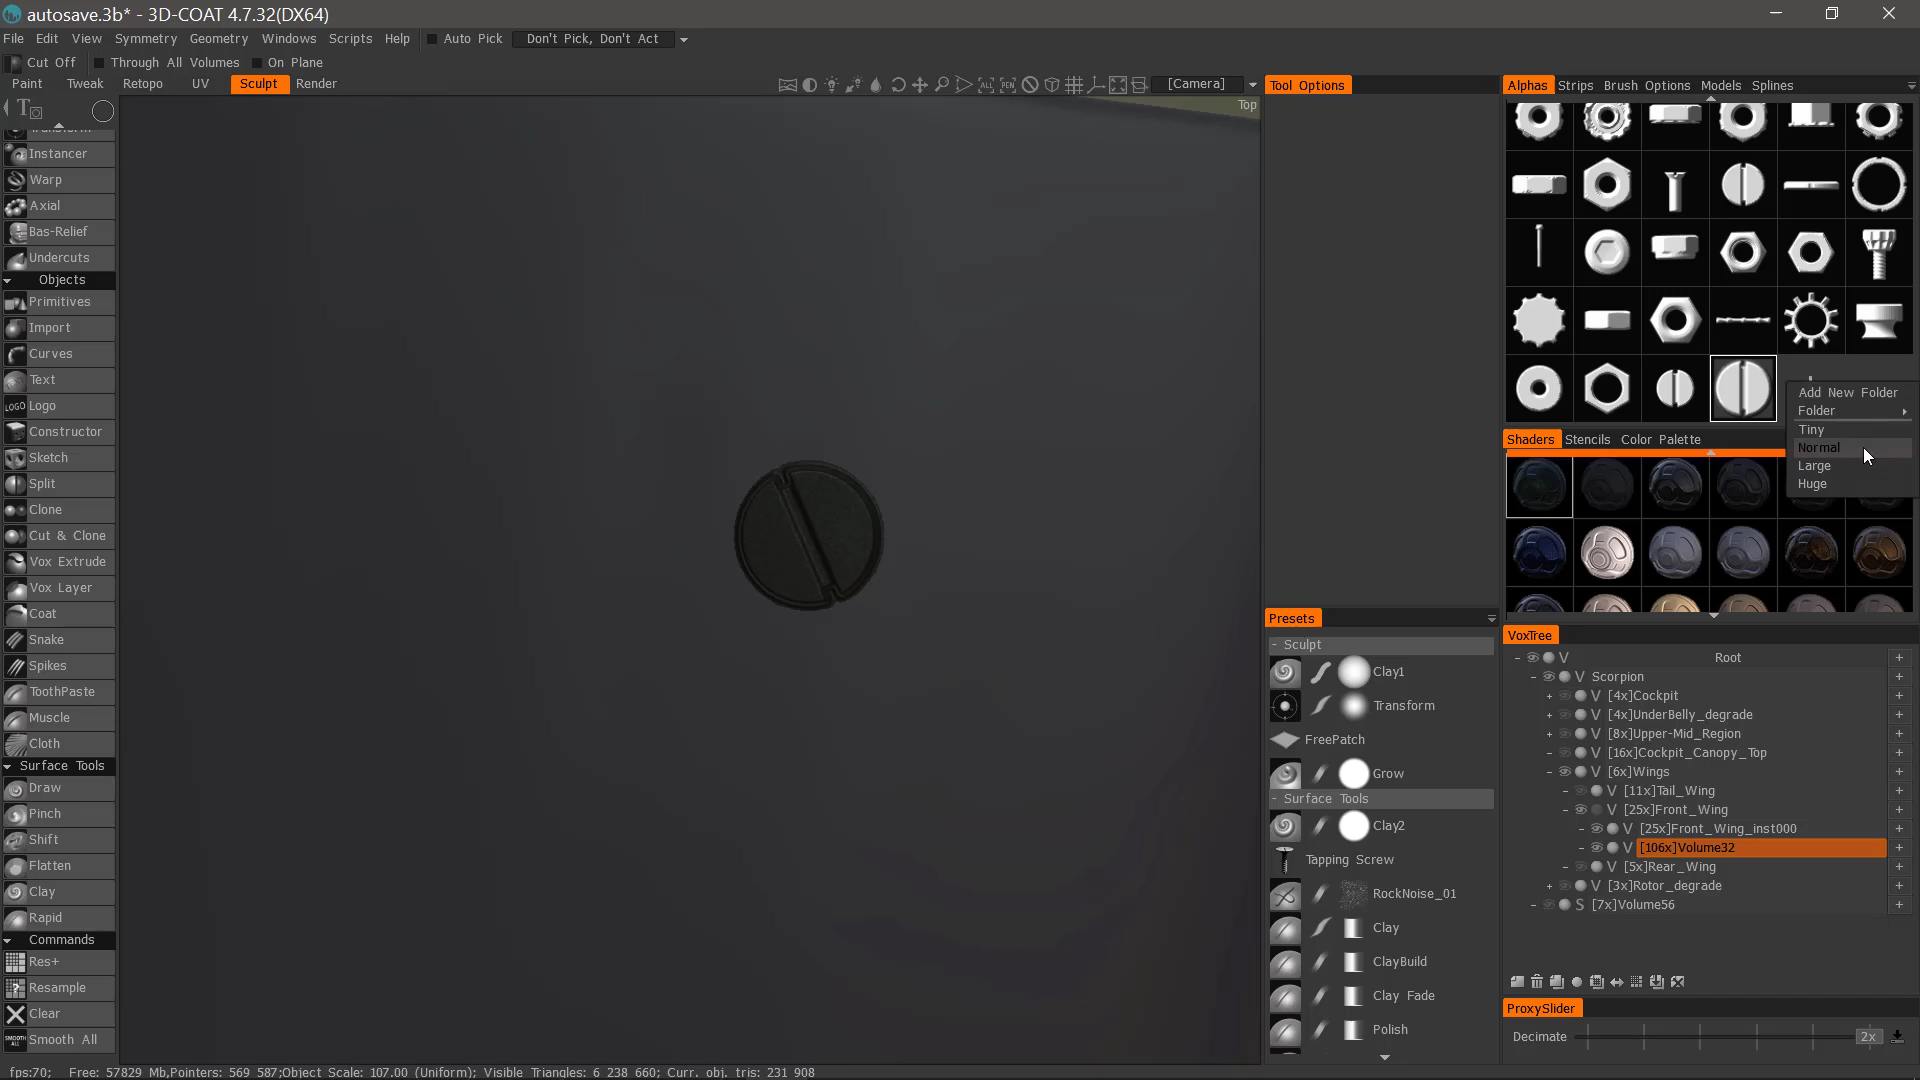 autosave.3b* - 3D-COAT 4.7.32(DX64)
File Edit View Symmetry Geometry Windows Scripts Help Auto Pick Don't Pick, Don't Act
Cut Off Through All Volumes On Plane
Paint Tweak Retopo UV Sculpt Render [Camera] Tool Options Alphas Strips Brush Options Models Splines
ALL PEN
Top
Instancer
Warp
Axial
Bas-Relief
Undercuts
Objects
Primitives
Import
Curves
Text
LOGO Logo
Constructor
Sketch
Split
Clone
Cut & Clone
Vox Extrude
Vox Layer
Coat
Snake
Spikes
ToothPaste
Muscle
Cloth
Surface Tools
Draw
Pinch
Shift
Flatten
Clay
Rapid
Commands
Res+
Resample
Clear
SMOOTH ALL Smooth All
Presets
- Sculpt
Clay1
Transform
FreePatch
Grow
- Surface Tools
Clay2
Tapping Screw
RockNoise_01
Clay
ClayBuild
Clay Fade
Polish
Add New Folder
Folder
Tiny
Normal
Large
Huge
Shaders Stencils Color Palette
VoxTree
- V Root +
- V Scorpion +
+ V [4x]Cockpit +
+ V [4x]UnderBelly_degrade +
+ V [8x]Upper-Mid_Region +
- V [16x]Cockpit_Canopy_Top +
- V [6x]Wings +
- V [11x]Tail_Wing +
- V [25x]Front_Wing +
- V [25x]Front_Wing_inst000 +
- V [106x]Volume32 +
- V [5x]Rear_Wing +
+ V [3x]Rotor_degrade +
- S [7x]Volume56 +
ProxySlider
Decimate 2x
fps:70; Free: 57829 Mb,Pointers: 569 587;Object Scale: 107.00 (Uniform); Visible Triangles: 6 238 660; Curr. obj. tris: 231 908